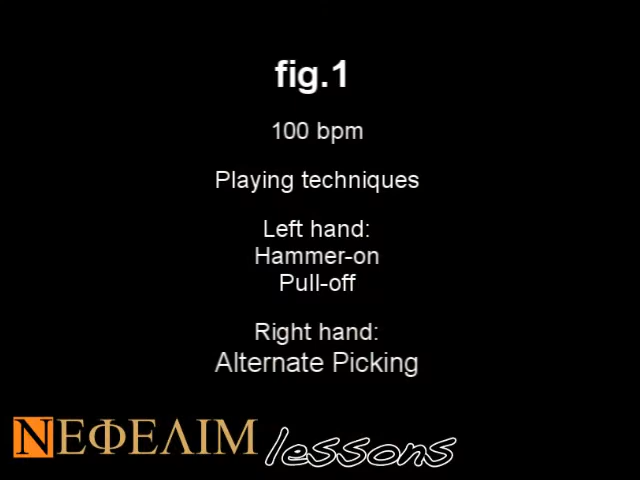 fig.1
100 bpm
Playing techniques
Left hand:
Hammer-on
Pull-off
Right hand:
Alternate Picking
ΝΕΦΕΛΙΜ lessons